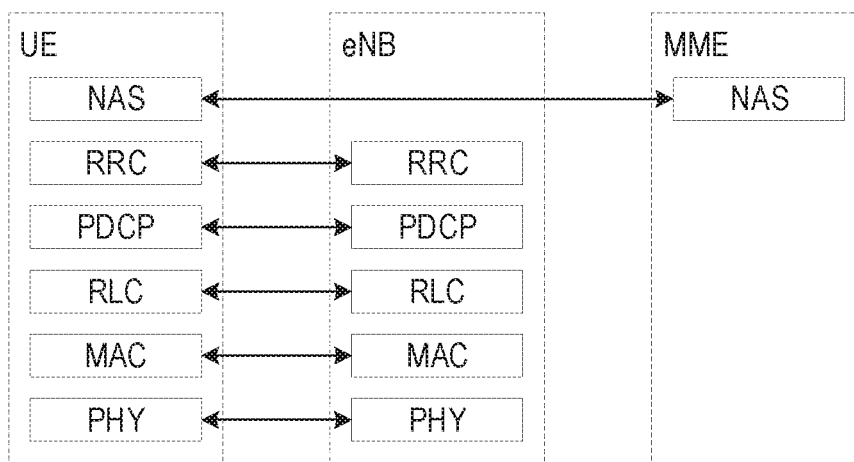 UE eNB MME
NAS NAS
RRC RRC
PDCP PDCP
RLC RLC
MAC MAC
PHY PHY